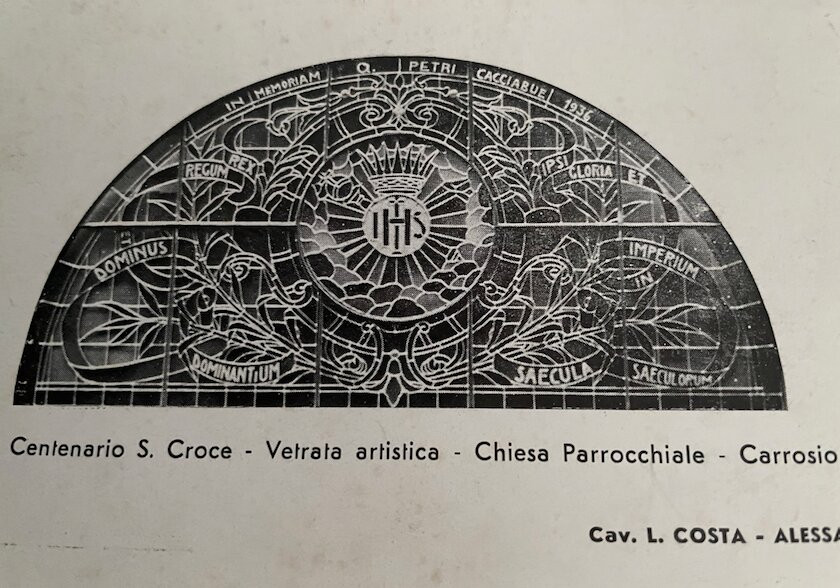 IN MEMORIAM a. PETRI CACCIABUE 1936
REX
REGUM
ET
DOMINUS
DOMINANTIUM
IHS
IPSI
GLORIA ET
IMPERIUM
IN
SAECULA
SAECULORUM
Centenario S. Croce - Vetrata artistica - Chiesa Parrocchiale - Carrosio
Cav. L. COSTA - ALESSA